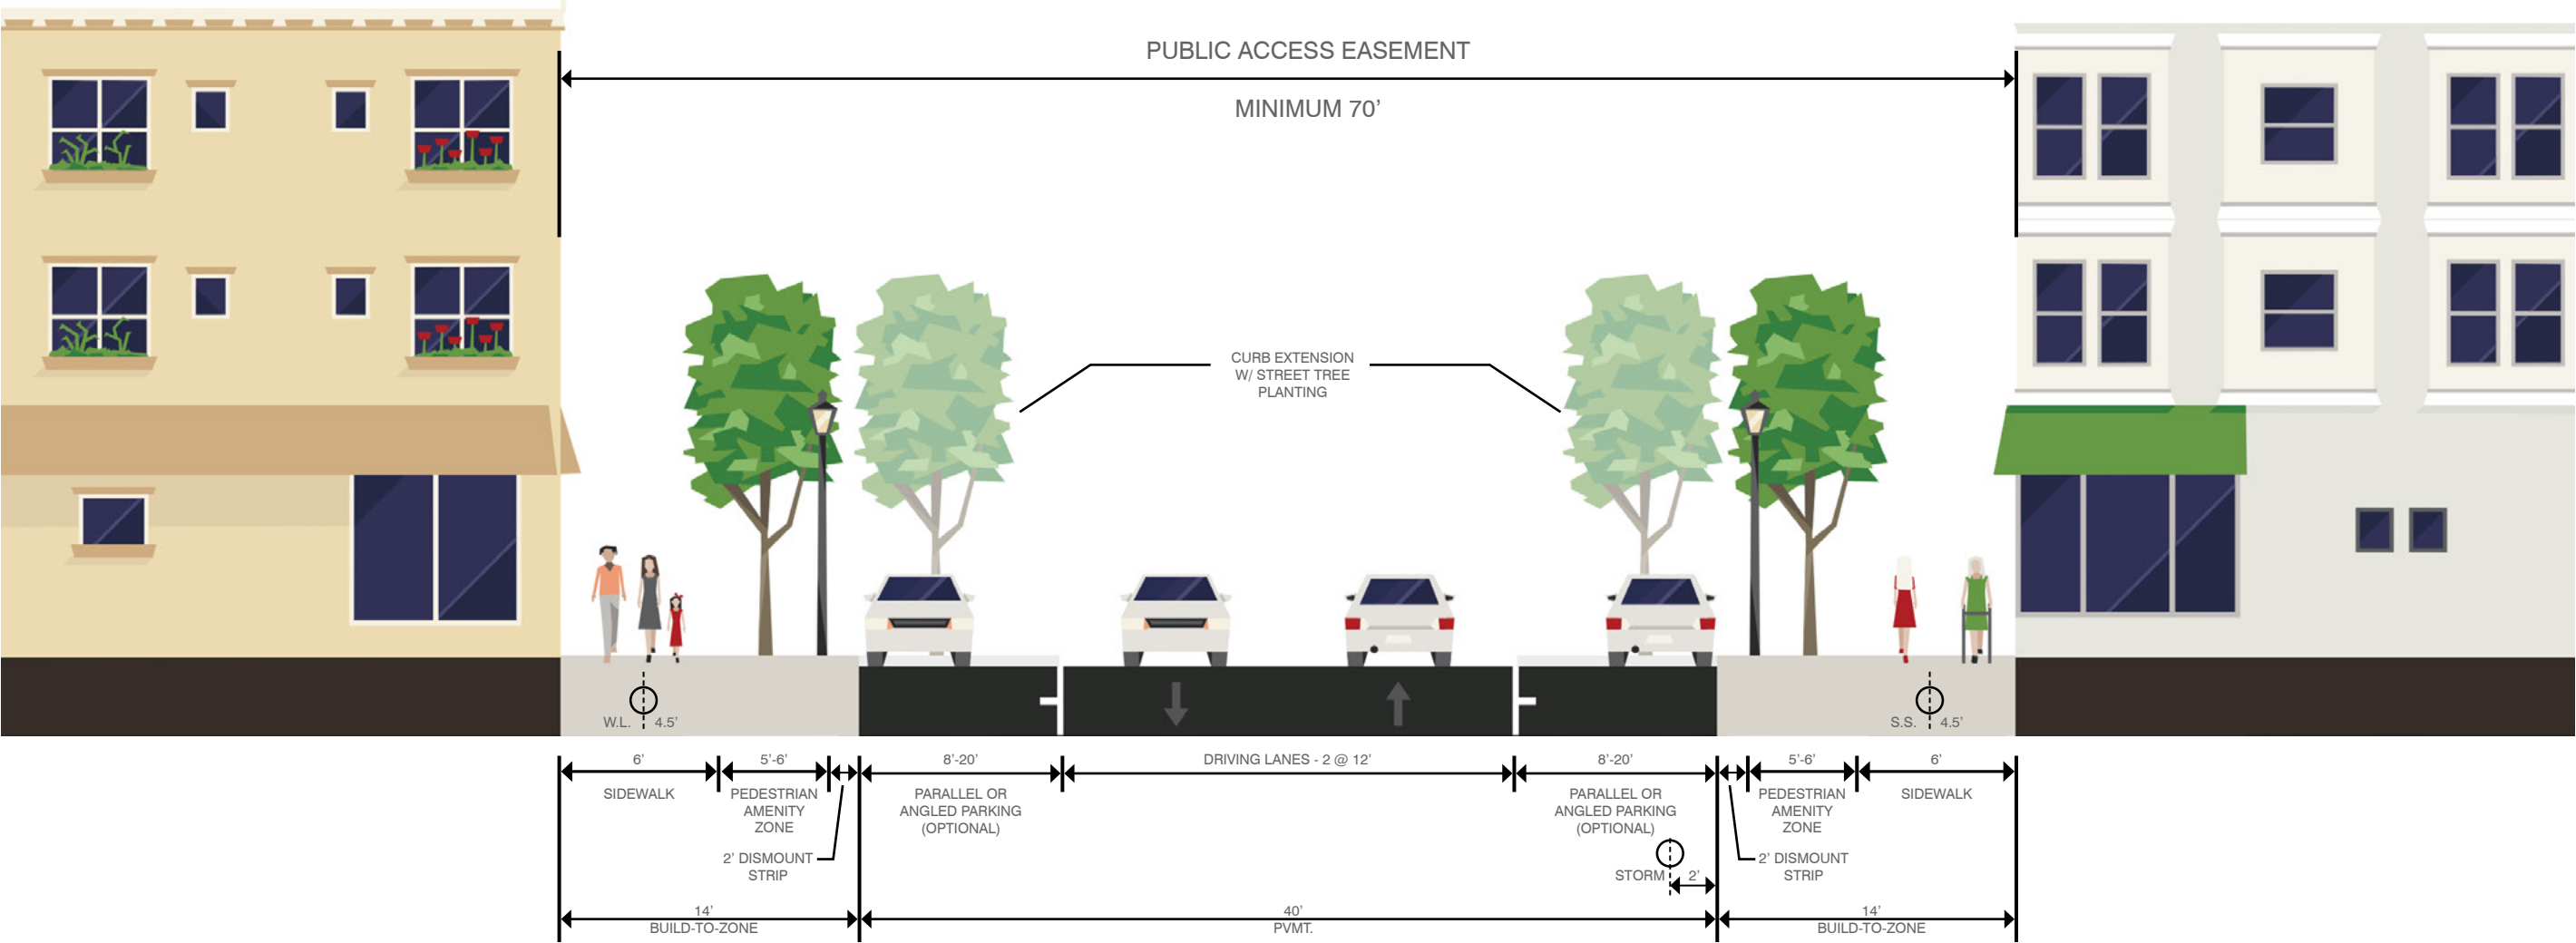 PUBLIC ACCESS EASEMENT
MINIMUM 70’
CURB EXTENSION
W/ STREET TREE
PLANTING
W.L. 4.5’
S.S. 4.5’
6’
SIDEWALK
5’-6’
PEDESTRIAN
AMENITY
ZONE
2’ DISMOUNT
STRIP
8’-20’
PARALLEL OR
ANGLED PARKING
(OPTIONAL)
DRIVING LANES - 2 @ 12’
8’-20’
PARALLEL OR
ANGLED PARKING
(OPTIONAL)
STORM 2’
5’-6’
PEDESTRIAN
AMENITY
ZONE
2’ DISMOUNT
STRIP
6’
SIDEWALK
14’
BUILD-TO-ZONE
40’
PVMT.
14’
BUILD-TO-ZONE